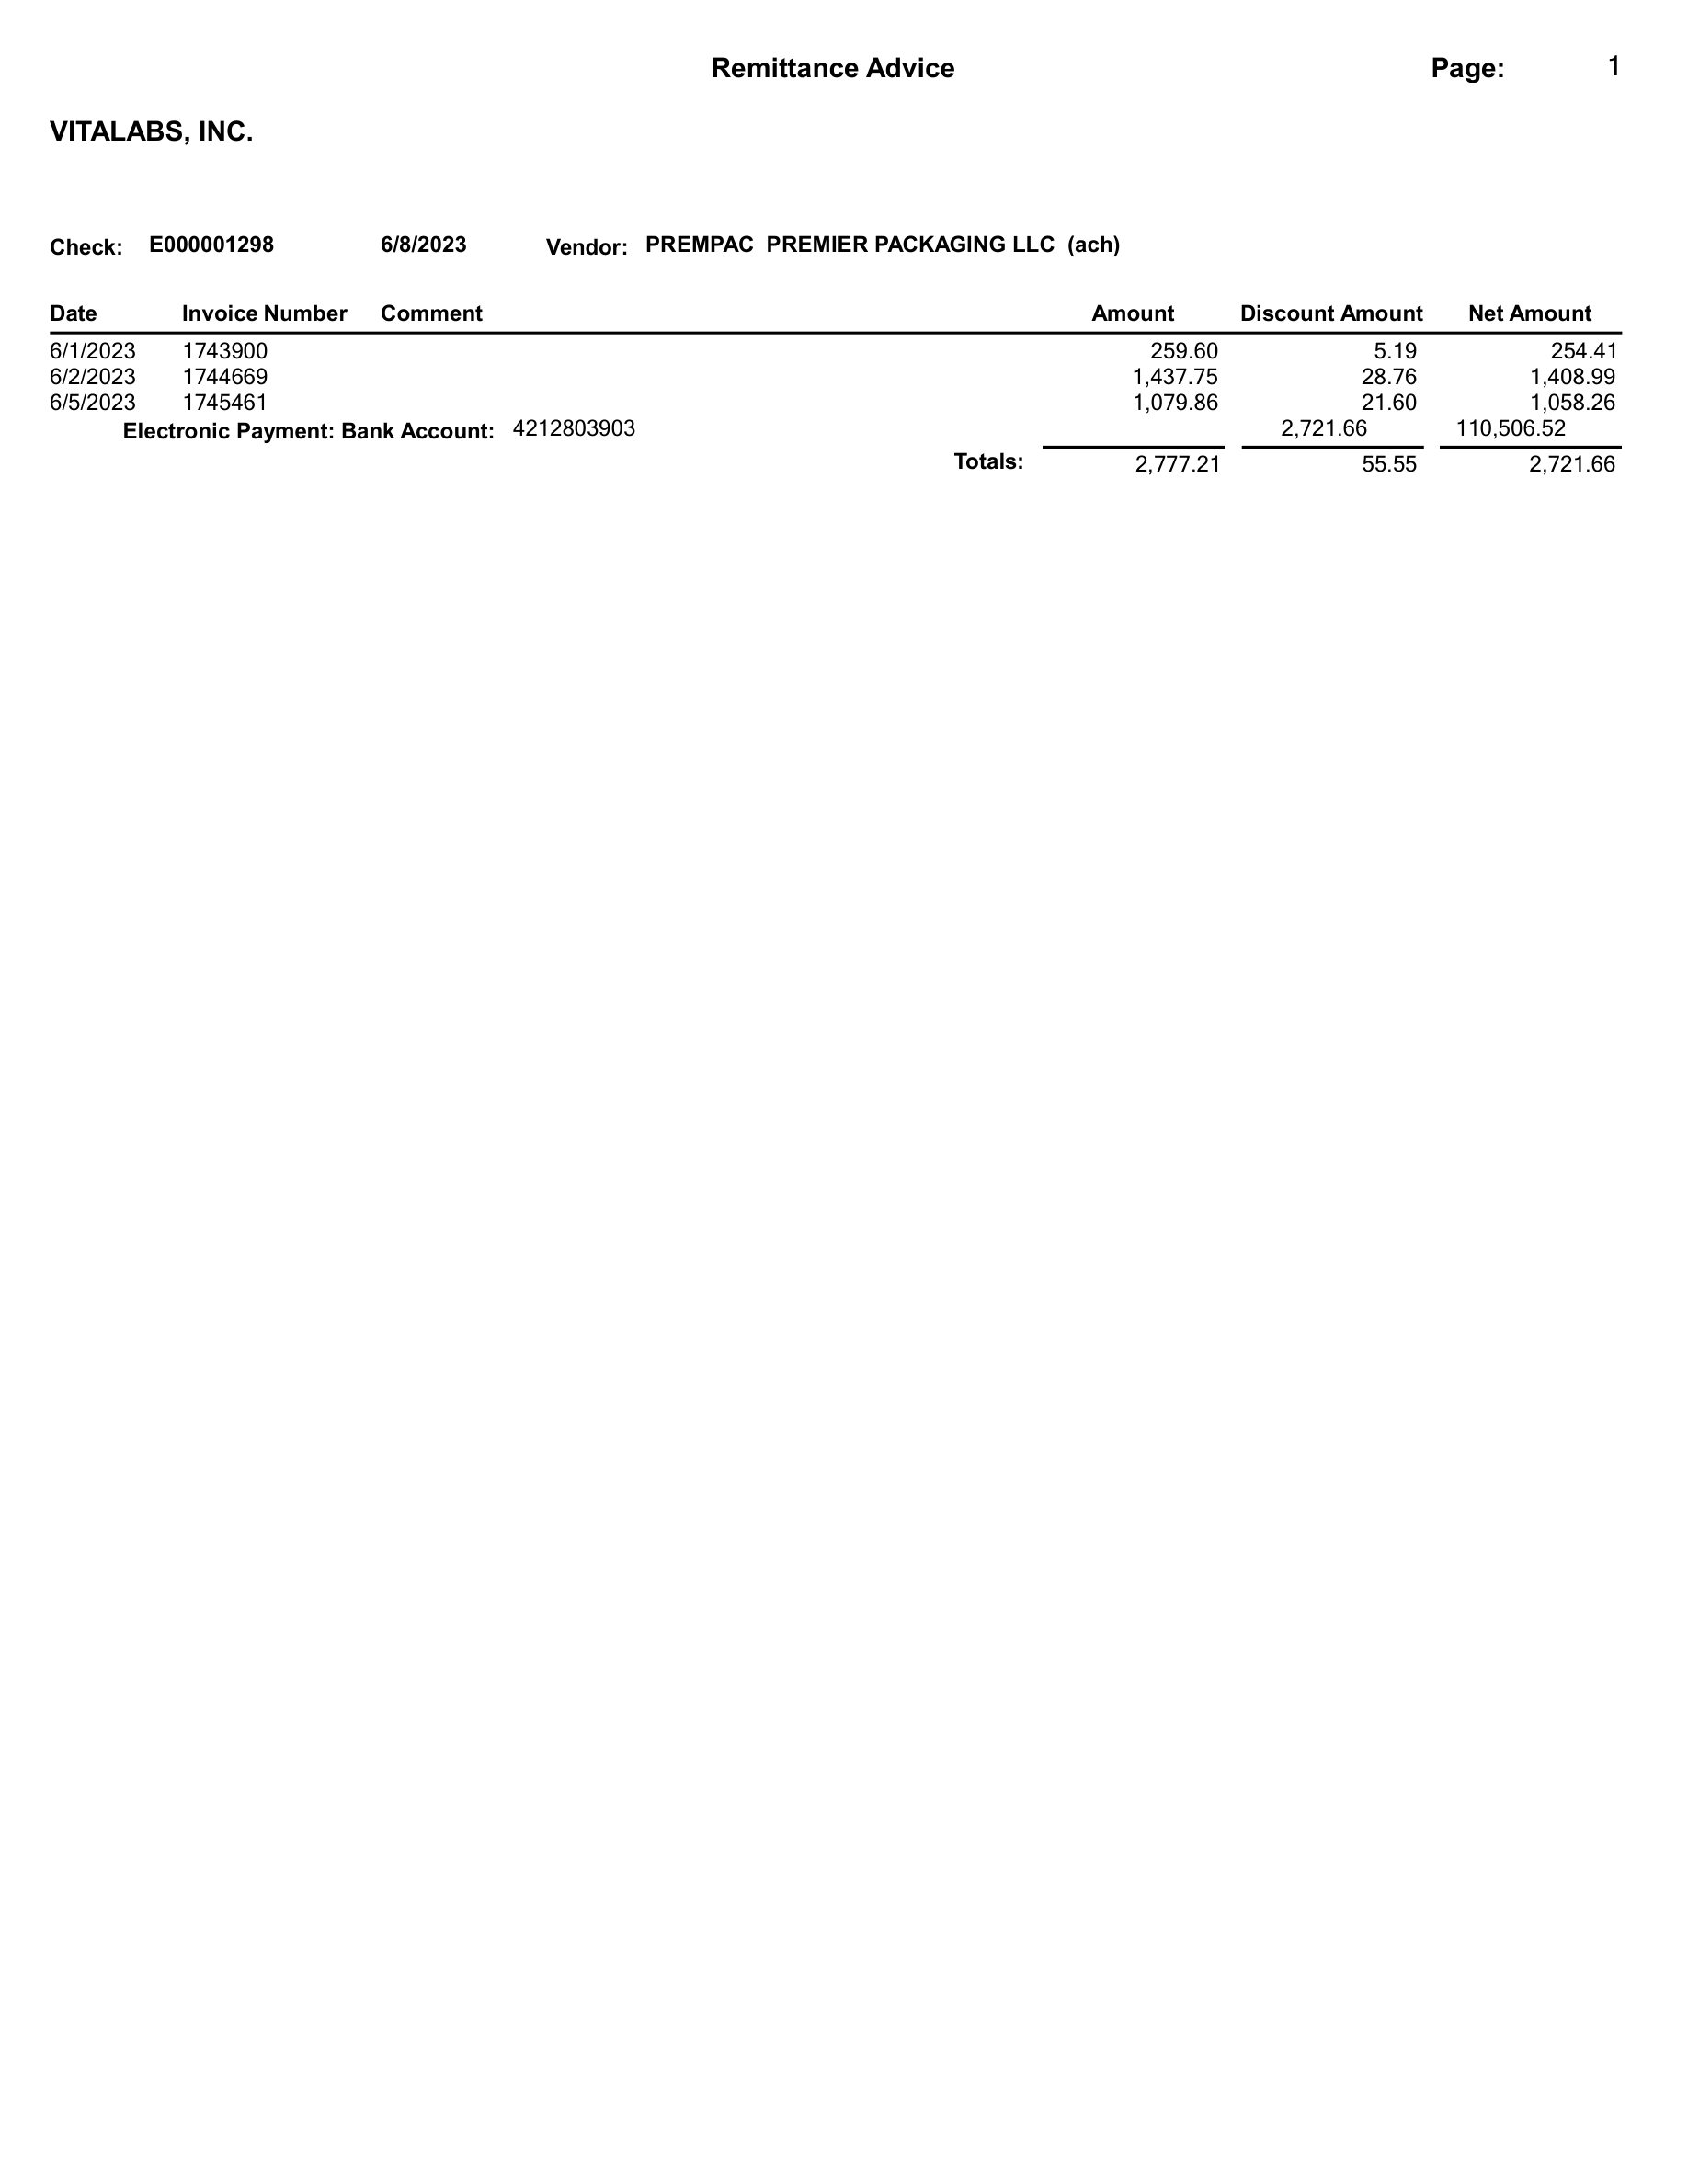 Remittance Advice Page: 1
VITALABS, INC.
Check: E000001298 6/8/2023 Vendor: PREMPAC PREMIER PACKAGING LLC (ach)
Date Invoice Number Comment Amount Discount Amount Net Amount
6/1/2023 1743900 259.60 5.19 254.41
6/2/2023 1744669 1,437.75 28.76 1,408.99
6/5/2023 1745461 1,079.86 21.60 1,058.26
Electronic Payment: Bank Account: 4212803903 2,721.66 110,506.52
Totals: 2,777.21 55.55 2,721.66